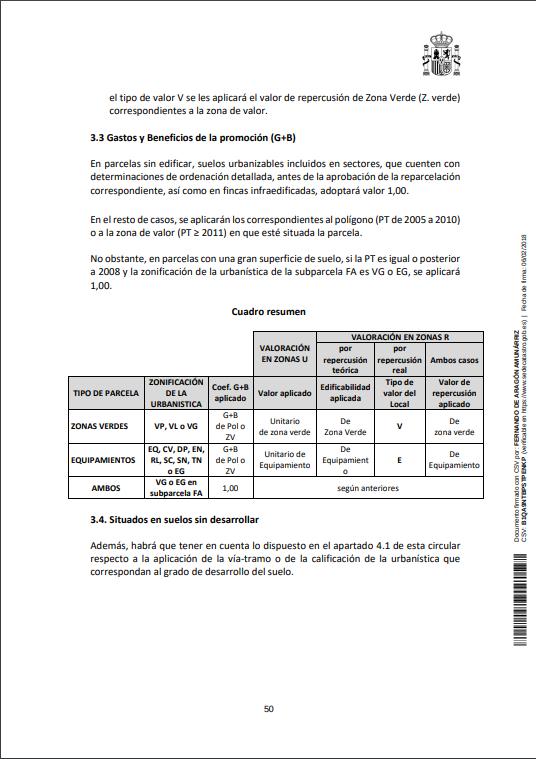 el tipo de valor V se les aplicará el valor de repercusión de Zona Verde (Z. verde)
correspondientes a la zona de valor.
3.3 Gastos y Beneficios de la promoción (G+B)
En parcelas sin edificar, suelos urbanizables incluidos en sectores, que cuenten con
determinaciones de ordenación detallada, antes de la aprobación de la reparcelación
correspondiente, así como en fincas infraedificadas, adoptará valor 1,00.
En el resto de casos, se aplicarán los correspondientes al polígono (PT de 2005 a 2010)
o a la zona de valor (PT ≥ 2011) en que esté situada la parcela.
No obstante, en parcelas con una gran superficie de suelo, si la PT es igual o posterior
a 2008 y la zonificación de la urbanística de la subparcela FA es VG o EG, se aplicará
1,00.
Cuadro resumen
VALORACIÓN
EN ZONAS U
VALORACIÓN EN ZONAS R
por
repercusión
teórica
por
repercusión
real
Ambos casos
TIPO DE PARCELA
ZONIFICACIÓN
DE LA
URBANISTICA
Coef. G+B
aplicado
Valor aplicado
Edificabilidad
aplicada
Tipo de
valor del
Local
Valor de
repercusión
aplicado
ZONAS VERDES
VP, VL o VG
G+B
de Pol o
ZV
Unitario
de zona verde
De
Zona Verde
V
De
zona verde
EQUIPAMIENTOS
EQ, CV, DP, EN,
RL, SC, SN, TN
o EG
G+B
de Pol o
ZV
Unitario de
Equipamiento
De
Equipamient
o
E
De
Equipamiento
AMBOS
VG o EG en
subparcela FA
1,00
según anteriores
3.4. Situados en suelos sin desarrollar
Además, habrá que tener en cuenta lo dispuesto en el apartado 4.1 de esta circular
respecto a la aplicación de la vía-tramo o de la calificación de la urbanística que
correspondan al grado de desarrollo del suelo.
50
Documento firmado con CSV por: FERNANDO DE ARAGÓN AMUNÁRRIZ
CSV: (verificable en https://www.sedecatastro.gob.es) | Fecha de firma: 06/02/2018